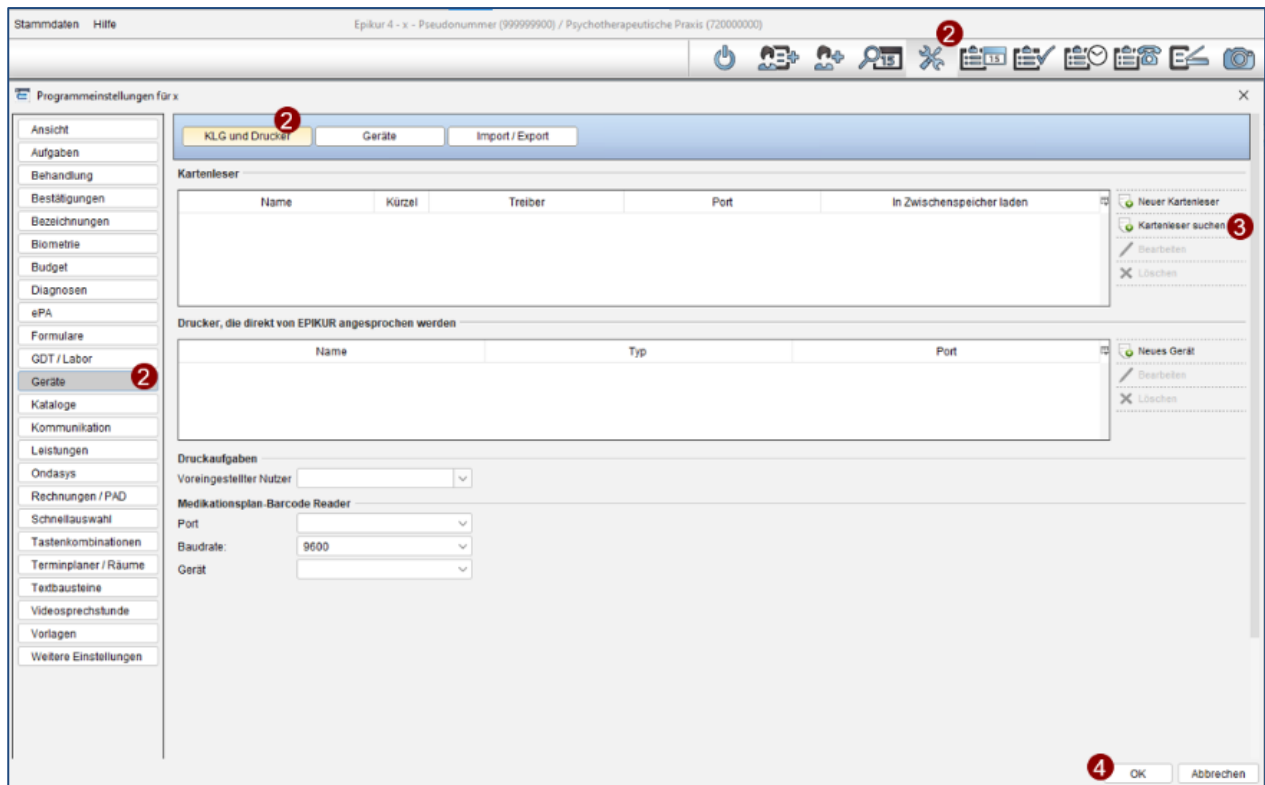 Stammdaten Hilfe
Epikur 4 - x - Pseudonummer (999999900) / Psychotherapeutische Praxis (720000000)
15 2 15
Programmeinstellungen für x
Ansicht
Aufgaben
Behandlung
Bestätigungen
Bezeichnungen
Biometrie
Budget
Diagnosen
ePA
Formulare
GDT / Labor
Geräte 2
Kataloge
Kommunikation
Leistungen
Ondasys
Rechnungen / PAD
Schnellauswahl
Tastenkombinationen
Terminplaner / Räume
Textbausteine
Videosprechstunde
Vorlagen
Weitere Einstellungen
KLG und Drucker 2 Geräte Import / Export
Kartenleser
Name Kürzel Treiber Port In Zwischenspeicher laden
Neuer Kartenleser
Kartenleser suchen 3
Bearbeiten
Löschen
Drucker, die direkt von EPIKUR angesprochen werden
Name Typ Port
Neues Gerät
Bearbeiten
Löschen
Druckaufgaben
Voreingestellter Nutzer
Medikationsplan-Barcode Reader
Port
Baudrate: 9600
Gerät
4 OK Abbrechen